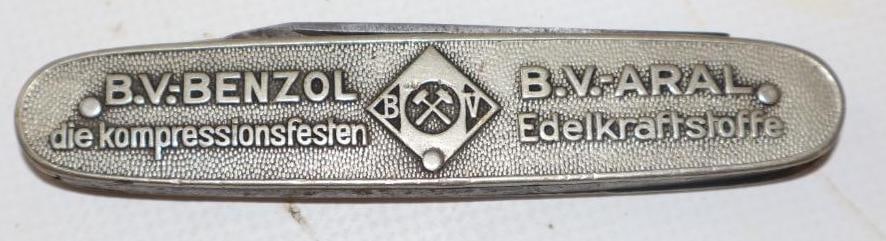 B.V.-BENZOL
die kompressionsfesten
B V
B.V.-ARAL
Edelkraftstoffe